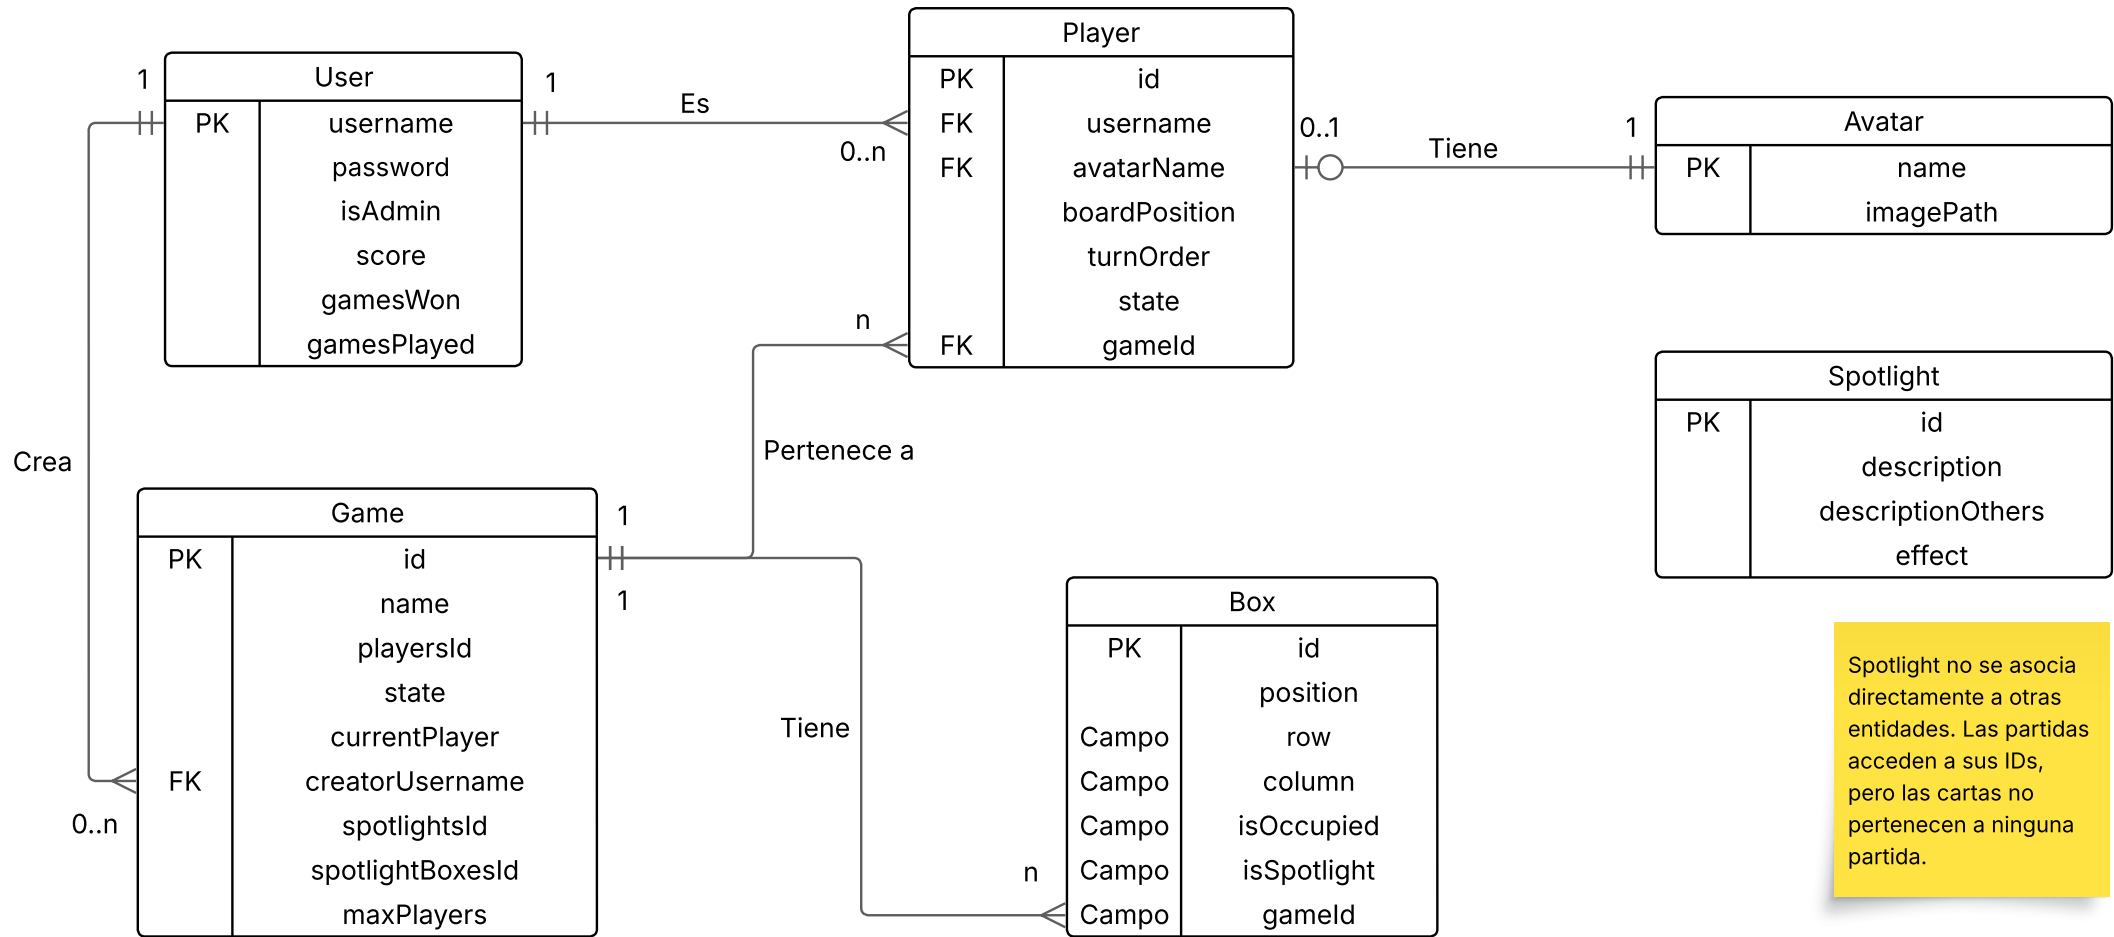 User
PK username
password
isAdmin
score
gamesWon
gamesPlayed
1
1
Es
0..n
Player
PK id
FK username
FK avatarName
boardPosition
turnOrder
state
FK gameId
0..1
Tiene
1
Avatar
PK name
imagePath
n
Pertenece a
Crea
0..n
Game
PK id
name
playersId
state
currentPlayer
FK creatorUsername
spotlightsId
spotlightBoxesId
maxPlayers
1
1
Tiene
n
Box
PK id
position
Campo row
Campo column
Campo isOccupied
Campo isSpotlight
Campo gameId
Spotlight
PK id
description
descriptionOthers
effect
Spotlight no se asocia
directamente a otras
entidades. Las partidas
acceden a sus IDs,
pero las cartas no
pertenecen a ninguna
partida.